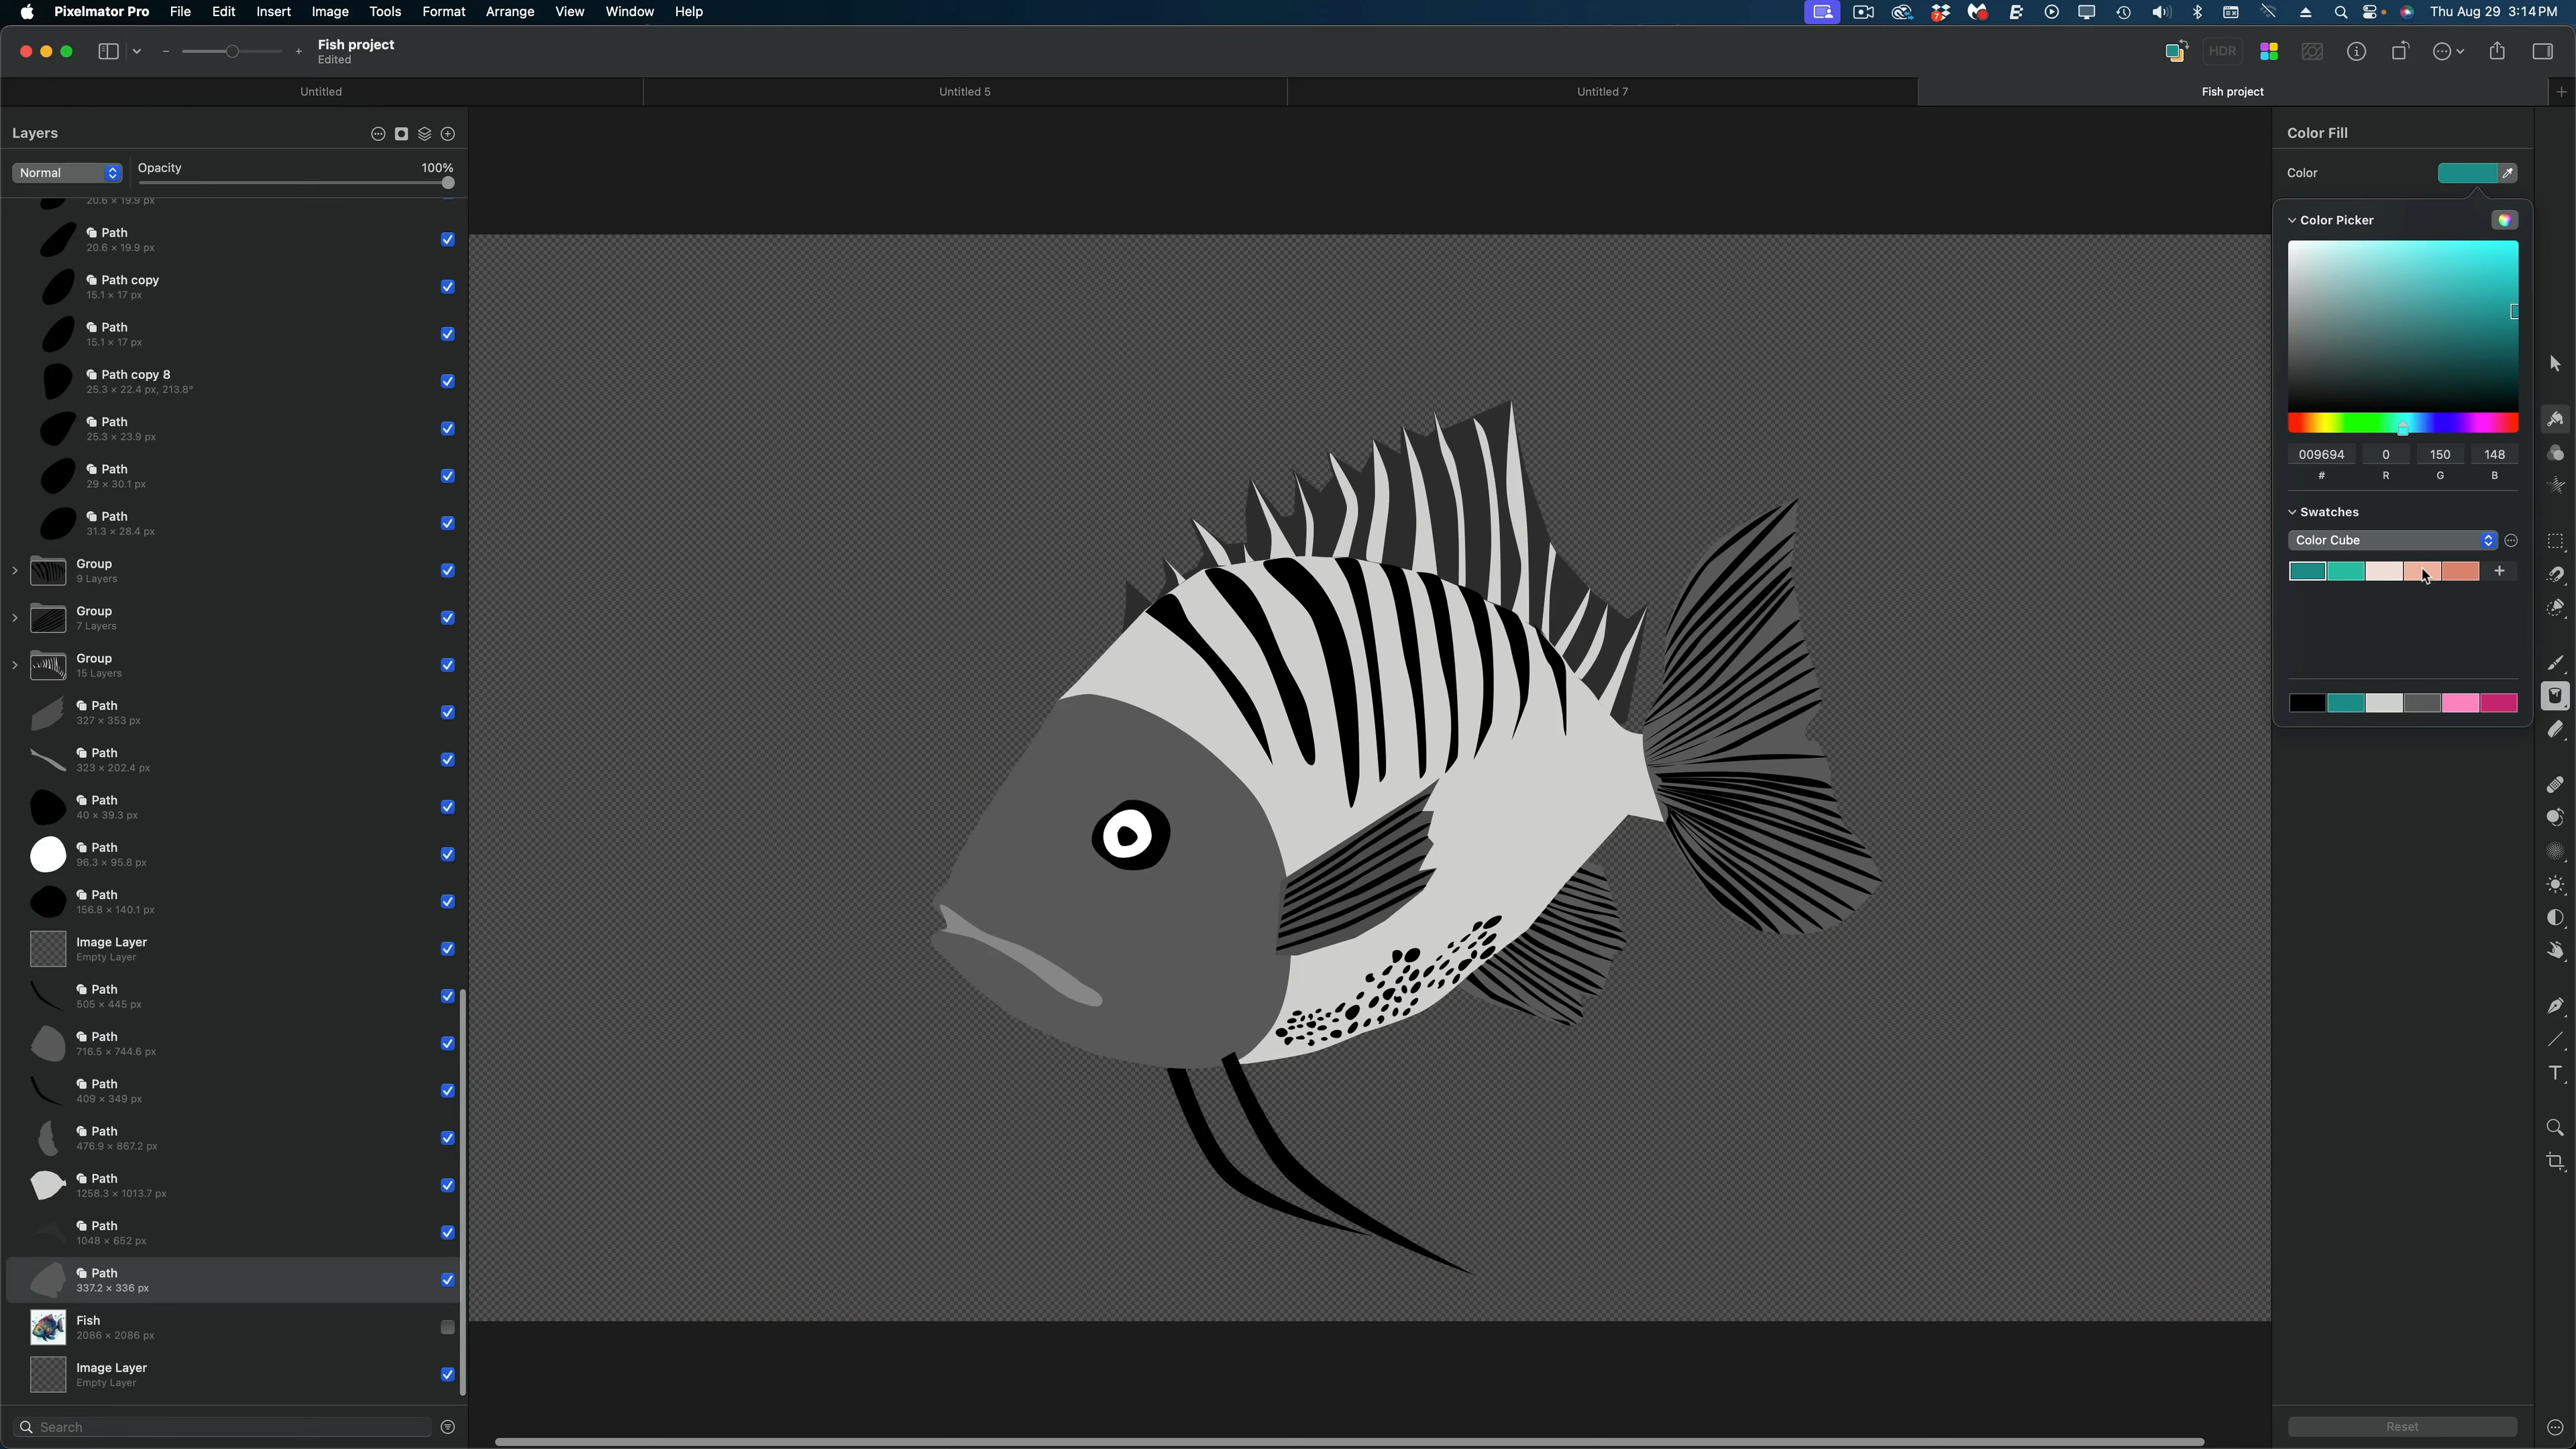 Pixelmator Pro File Edit Insert Image Tools Format Arrange View Window Help Thu Aug 29 3:14 PM
Fish project
Edited
HDR
Untitled Untitled 5 Untitled 7 Fish project
Layers
Normal Opacity 100%
20.6 × 19.9 px
Path
20.6 × 19.9 px
Path copy
15.1 × 17 px
Path
15.1 × 17 px
Path copy 8
25.3 × 22.4 px, 213.8°
Path
25.3 × 23.9 px
Path
29 × 30.1 px
Path
31.3 × 28.4 px
Group
9 Layers
Group
7 Layers
Group
15 Layers
Path
327 × 353 px
Path
323 × 202.4 px
Path
40 × 39.3 px
Path
96.3 × 95.8 px
Path
156.8 × 140.1 px
Image Layer
Empty Layer
Path
505 × 445 px
Path
716.5 × 744.6 px
Path
409 × 349 px
Path
476.9 × 867.2 px
Path
1258.3 × 1013.7 px
Path
1048 × 652 px
Path
337.2 × 336 px
Fish
2086 × 2086 px
Image Layer
Empty Layer
Search
Color Fill
Color
Color Picker
009694 0 150 148
# R G B
Swatches
Color Cube
Reset